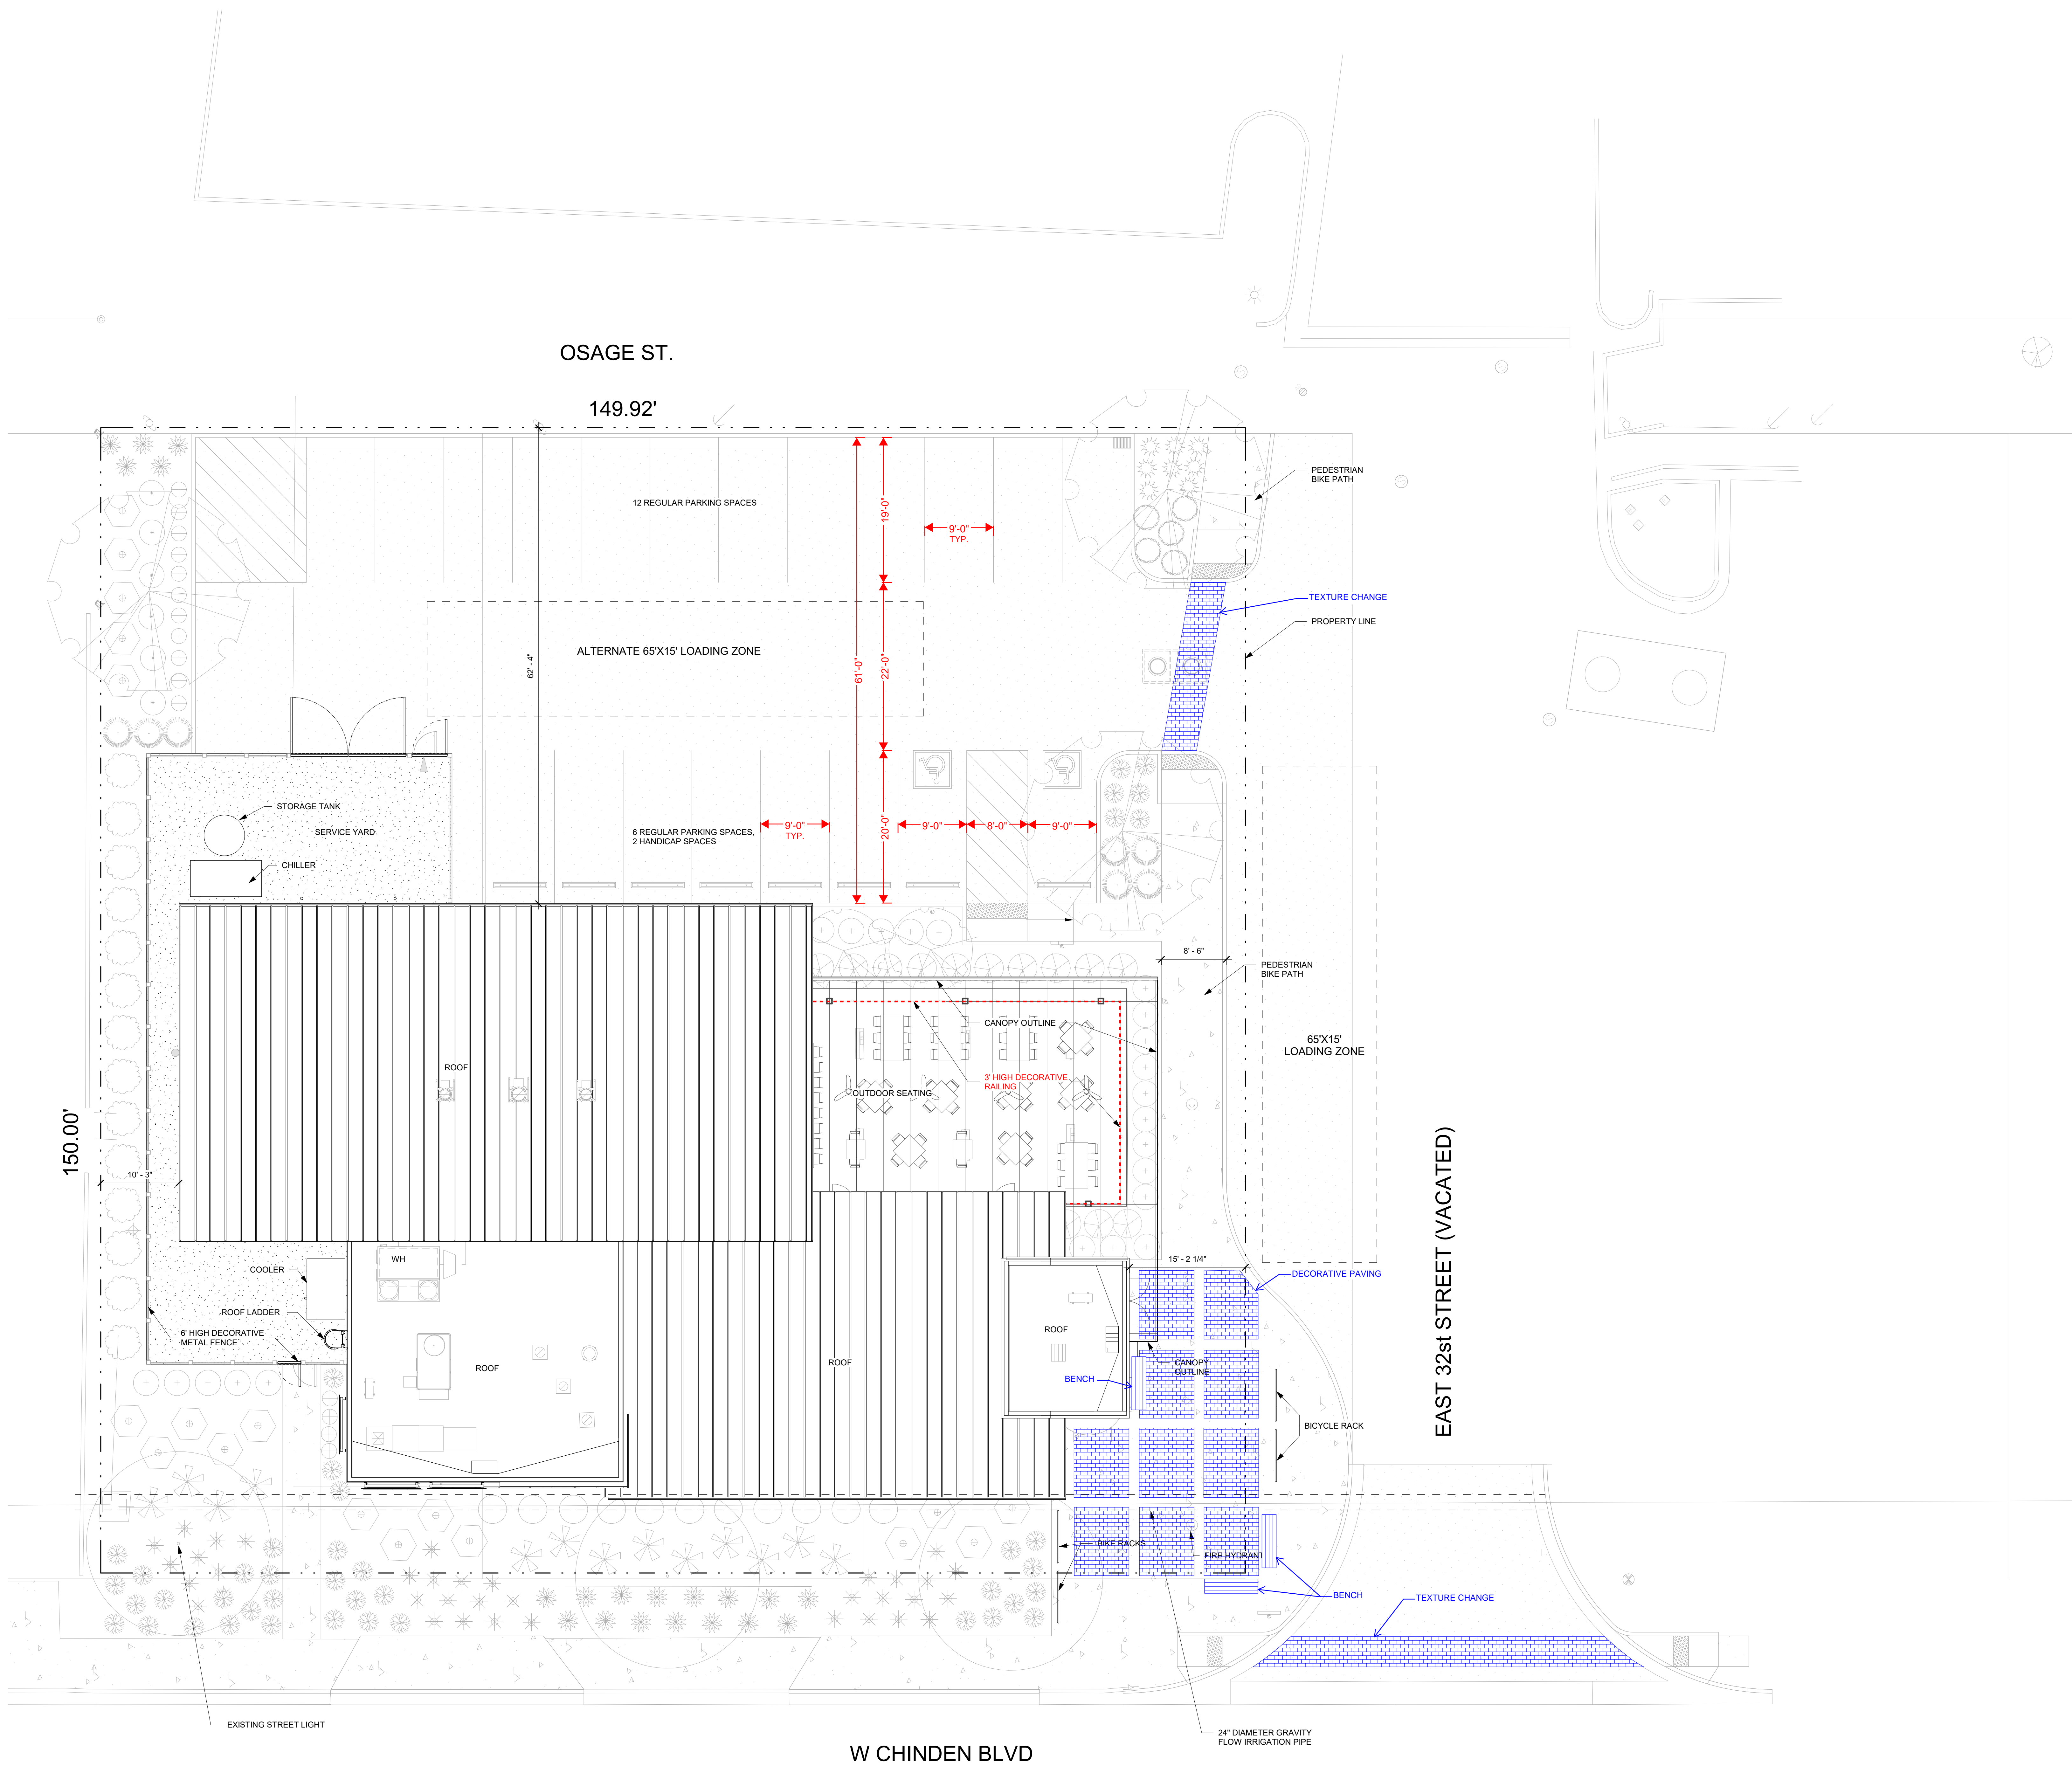 OSAGE ST.
149.92'
PEDESTRIAN
BIKE PATH
12 REGULAR PARKING SPACES
19'-0"
9'-0"
TYP.
TEXTURE CHANGE
PROPERTY LINE
ALTERNATE 65'X15' LOADING ZONE
62' - 4"
61'-0"
22'-0"
STORAGE TANK
SERVICE YARD
CHILLER
6 REGULAR PARKING SPACES,
2 HANDICAP SPACES
9'-0"
TYP.
20'-0"
9'-0"
8'-0"
9'-0"
8' - 6"
PEDESTRIAN
BIKE PATH
CANOPY OUTLINE
65'X15'
LOADING ZONE
ROOF
3' HIGH DECORATIVE
RAILING
OUTDOOR SEATING
150.00'
10' - 3"
EAST 32st STREET (VACATED)
WH
COOLER
15' - 2 1/4"
DECORATIVE PAVING
ROOF LADDER
6' HIGH DECORATIVE
METAL FENCE
ROOF
ROOF
ROOF
CANOPY
OUTLINE
BENCH
BICYCLE RACK
BIKE RACKS
FIRE HYDRANT
BENCH
TEXTURE CHANGE
EXISTING STREET LIGHT
24" DIAMETER GRAVITY
FLOW IRRIGATION PIPE
W CHINDEN BLVD